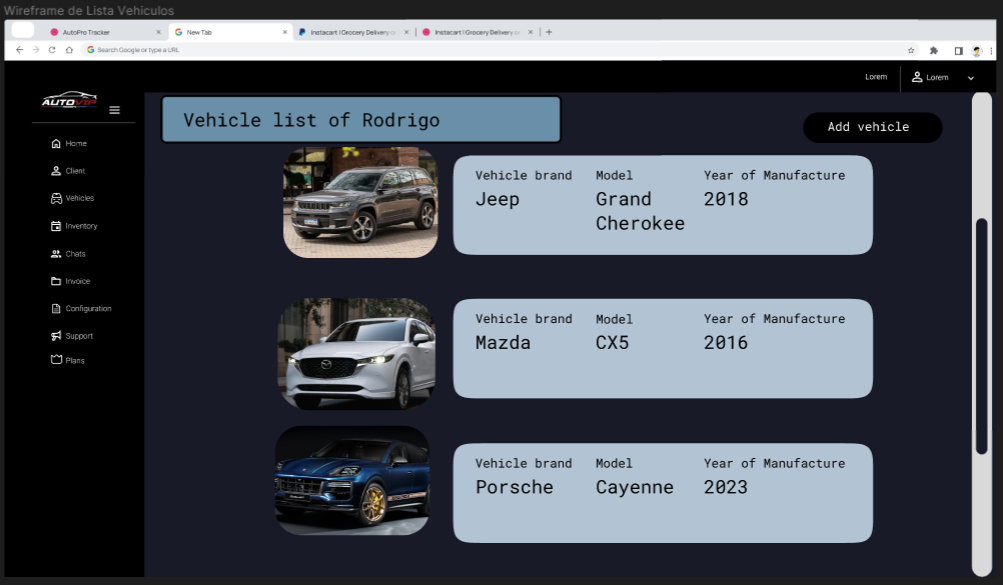 Wireframe de Lista Vehiculos
AutoPro Tracker
New Tab
Instacart | Grocery Delivery
Instacart | Grocery Delivery
Search Google or type a URL
Lorem
Lorem
AUTOVIP
Home
Client
Vehicles
Inventory
Chats
Invoice
Configuration
Support
Plans
Vehicle list of Rodrigo
Add vehicle
Vehicle brand Model Year of Manufacture
Jeep Grand 2018
Cherokee
Vehicle brand Model Year of Manufacture
Mazda CX5 2016
Vehicle brand Model Year of Manufacture
Porsche Cayenne 2023